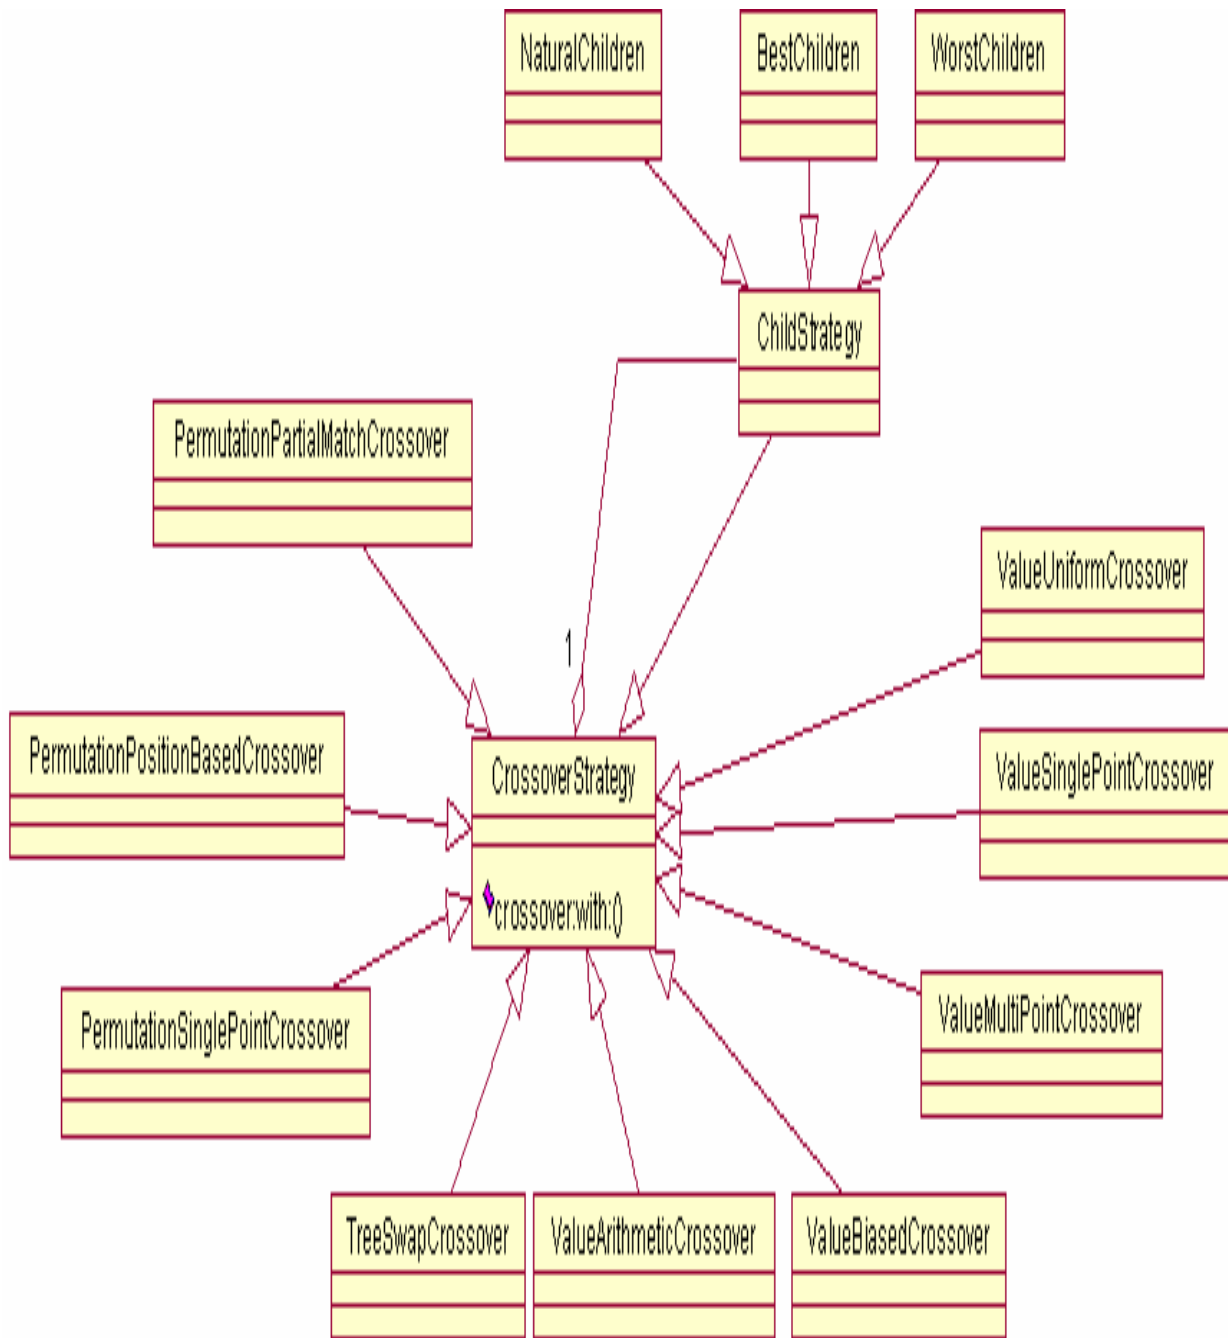 NaturalChildren
BestChildren
WorstChildren
ChildStrategy
PermutationPartialMatchCrossover
ValueUniformCrossover
1
PermutationPositionBasedCrossover
CrossoverStrategy
crossover:with:()
ValueSinglePointCrossover
PermutationSinglePointCrossover
ValueMultiPointCrossover
TreeSwapCrossover
ValueArithmeticCrossover
ValueBiasedCrossover